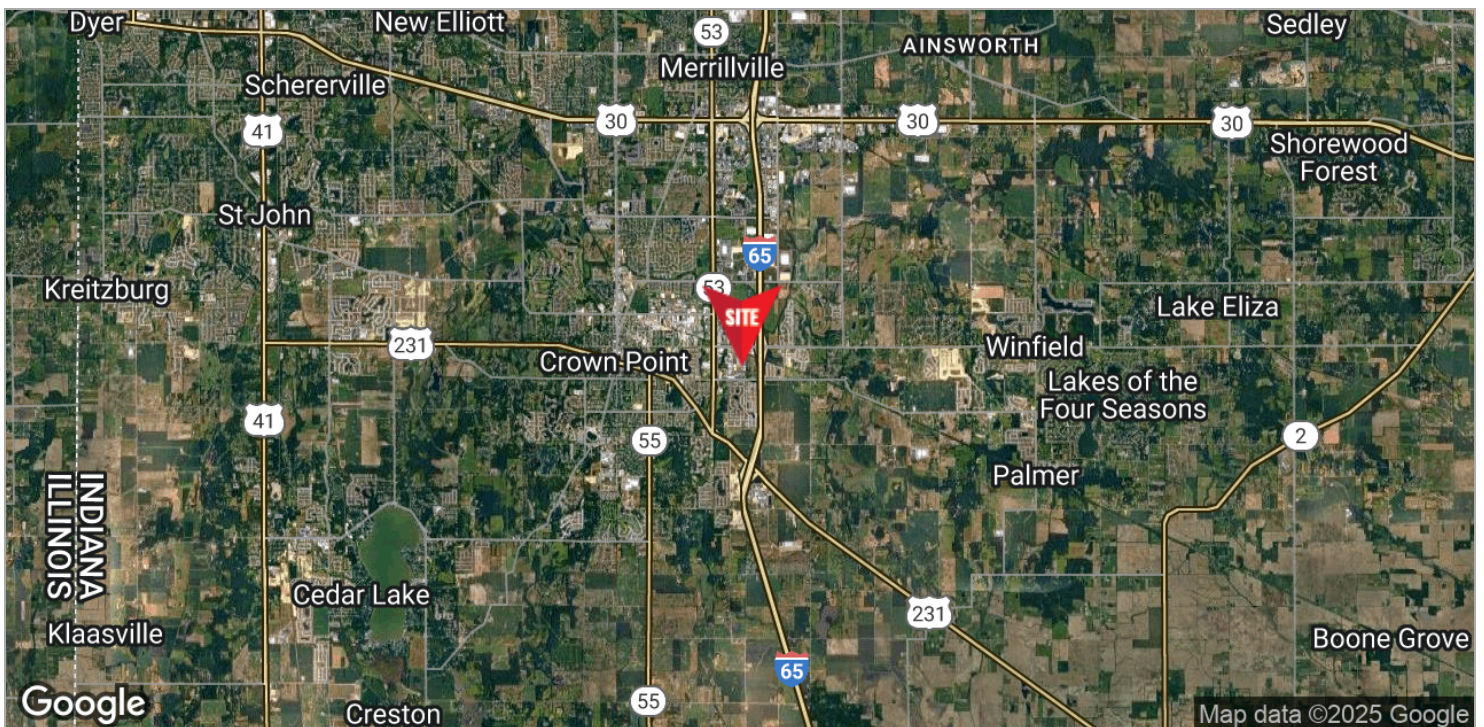 Dyer
New Elliott
53
Sedley
AINSWORTH
Merrillville
Schererville
41
30
30
30
Shorewood
Forest
St John
65
Kreitzburg
53
SITE
Lake Eliza
231
Crown Point
Winfield
Lakes of the
Four Seasons
41
55
2
Palmer
INDIANA
ILLINOIS
Cedar Lake
231
Klaasville
Boone Grove
65
Google
55
Creston
Map data ©2025 Google